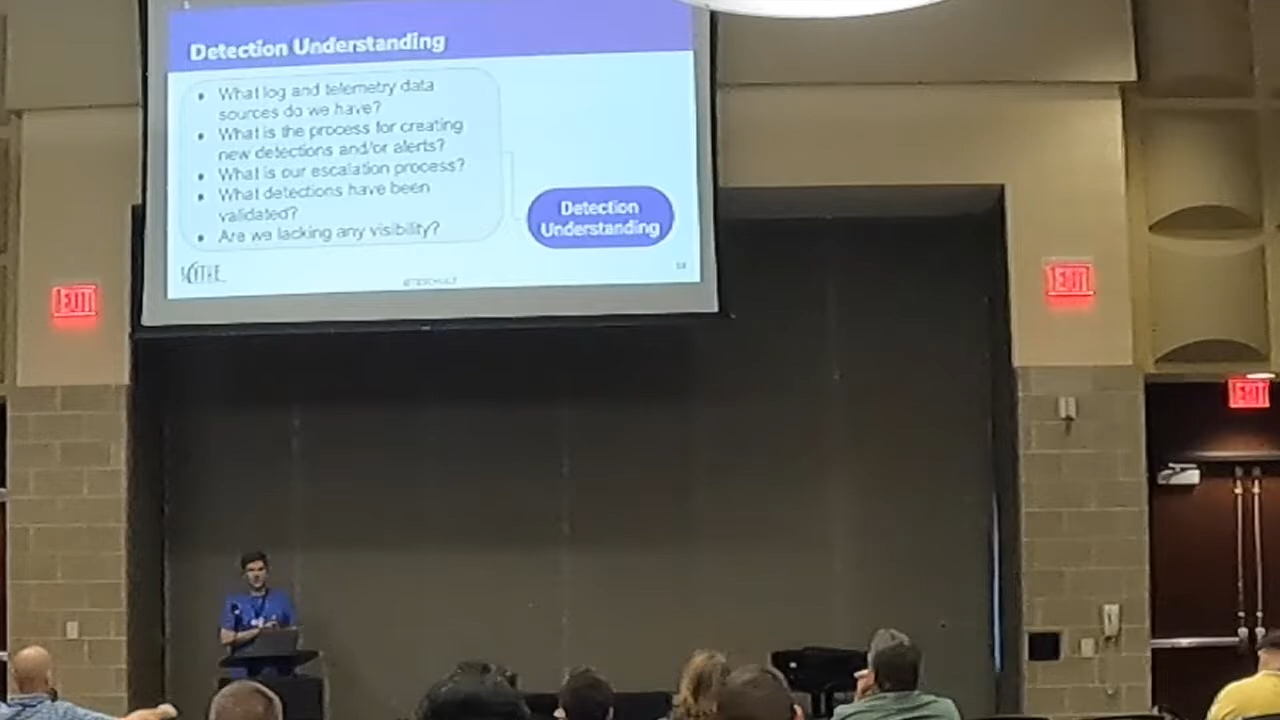 Detection Understanding
What log and telemetry data
sources do we have?
What is the process for creating
new detections and/or alerts?
What is our escalation process?
What detections have been
validated?
Are we lacking any visibility?
Detection
Understanding
SCYTHE
EXIT
EXIT
EXIT